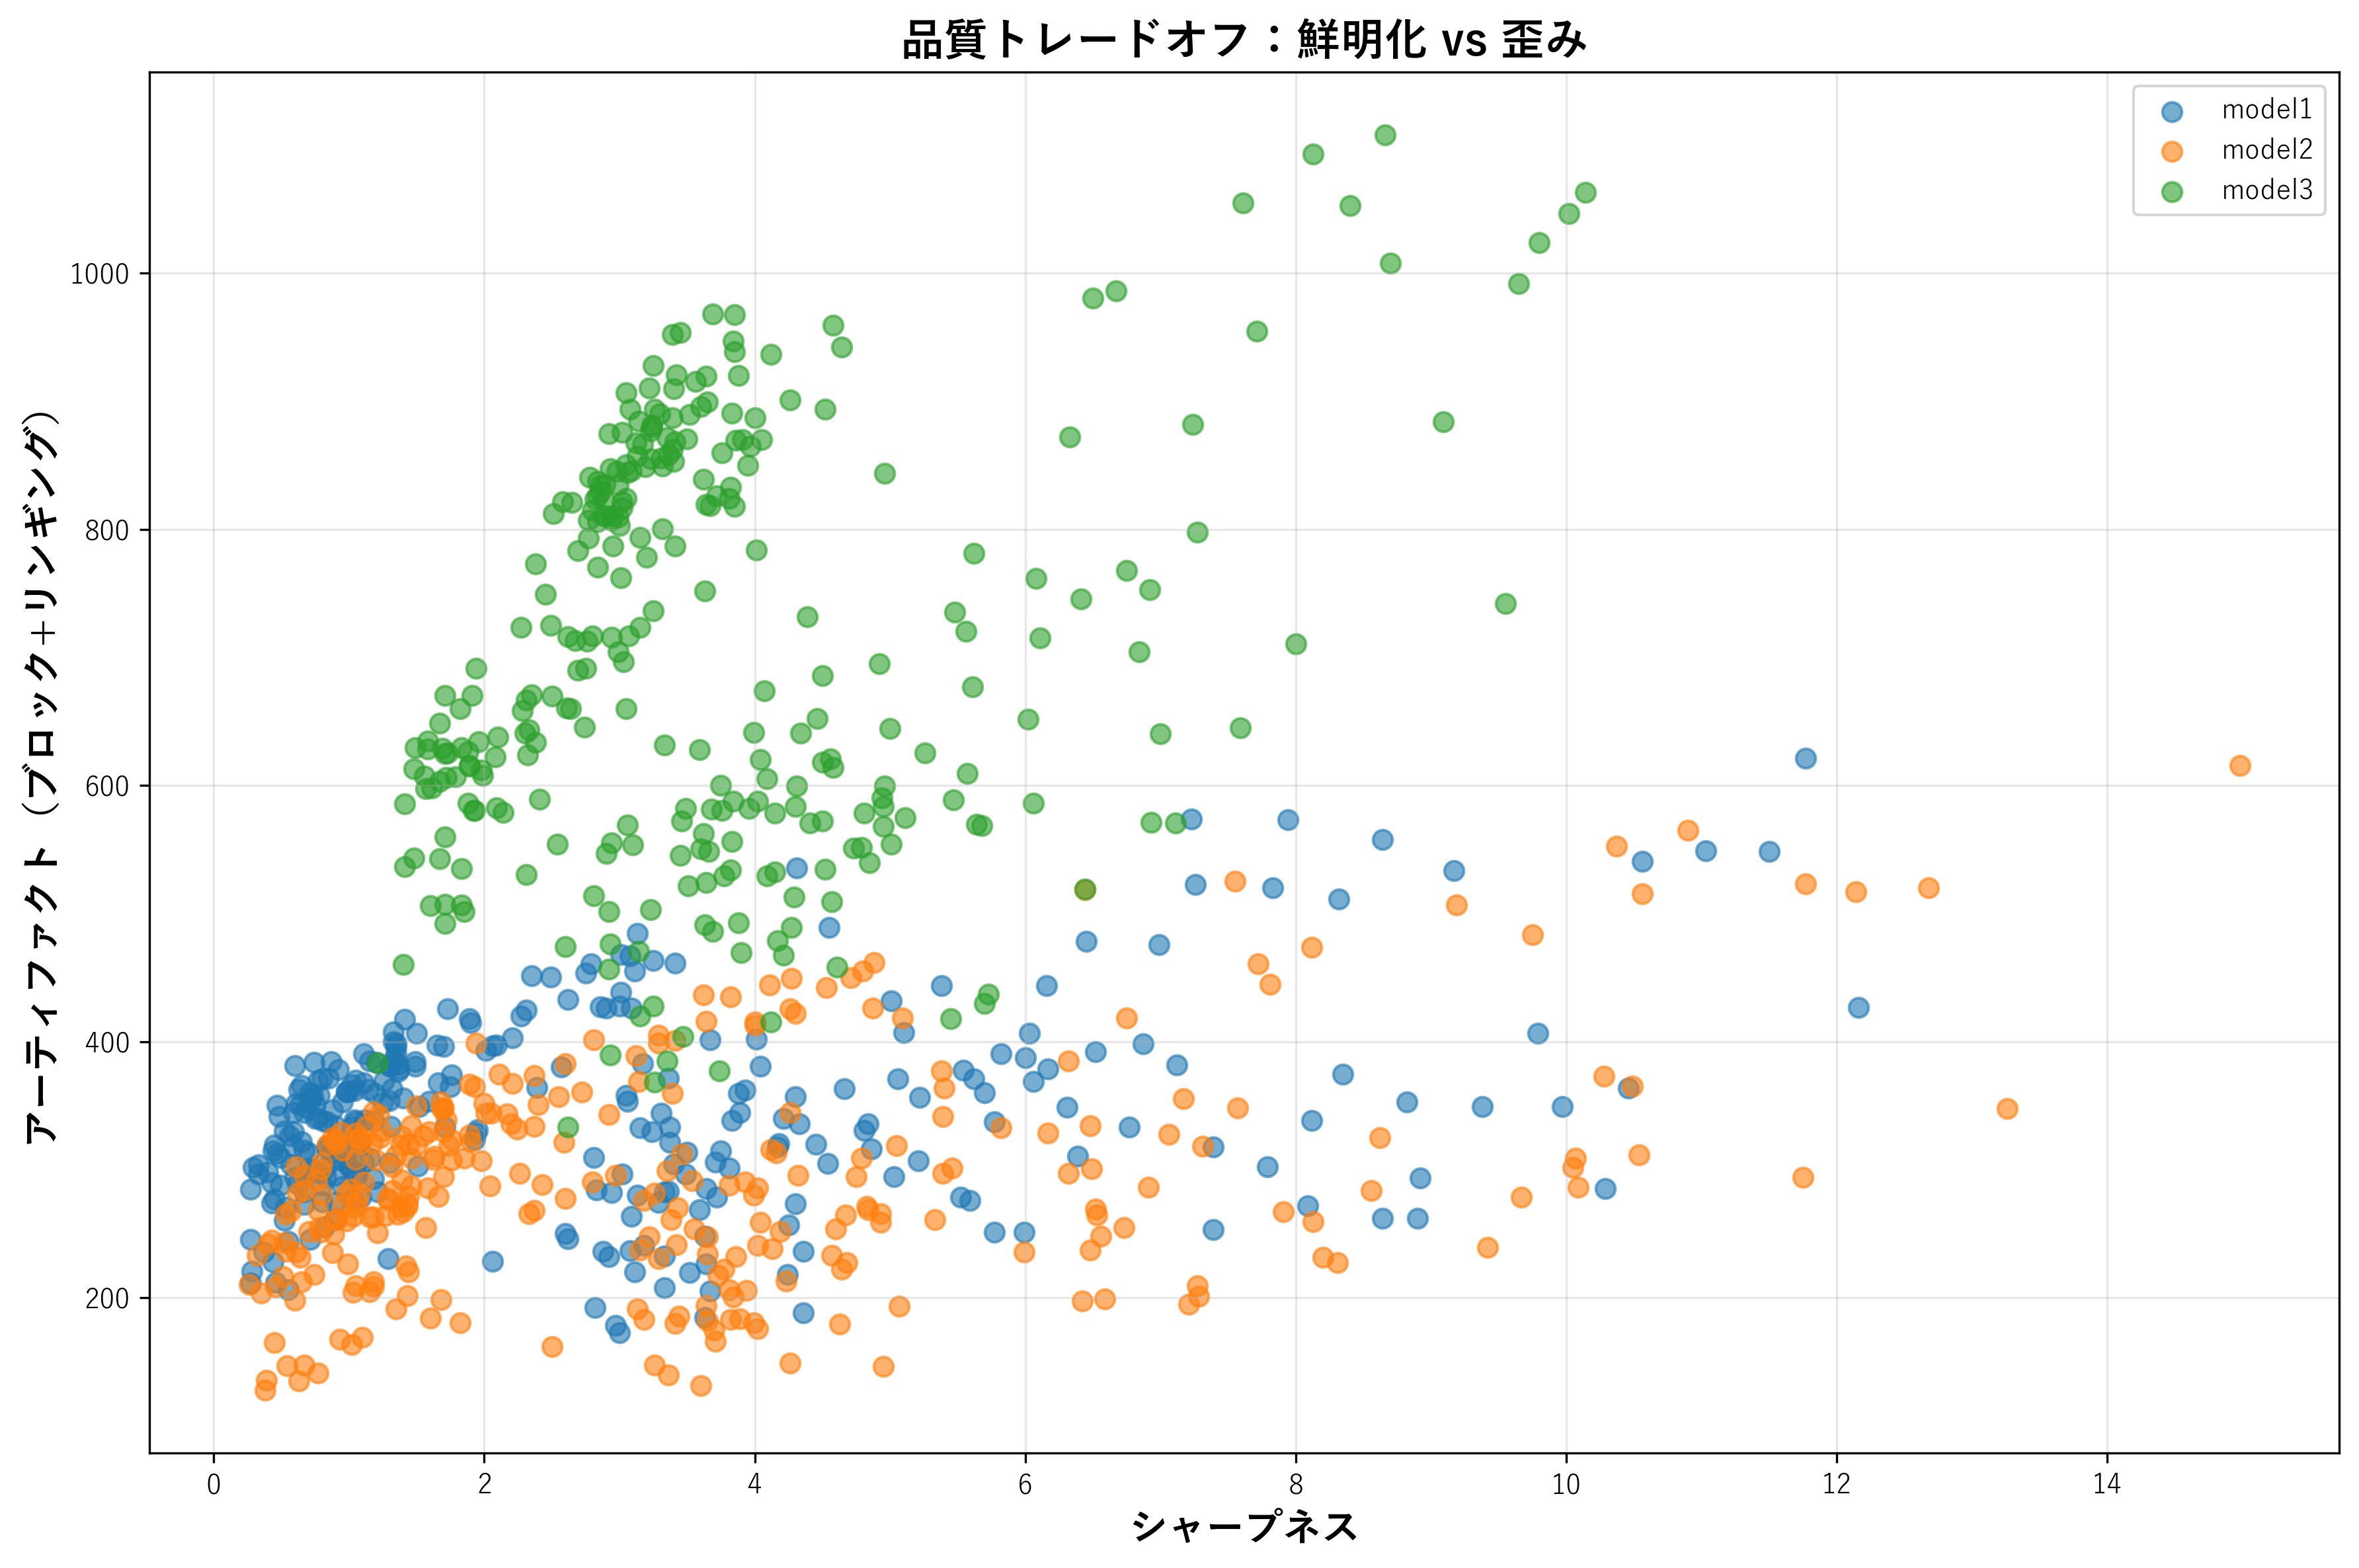 品質トレードオフ：鮮明化 vs 歪み
model1
model2
model3
アーティファクト（ブロック+リンギング）
1000
800
600
400
200
0
2
4
6
8
10
12
14
シャープネス